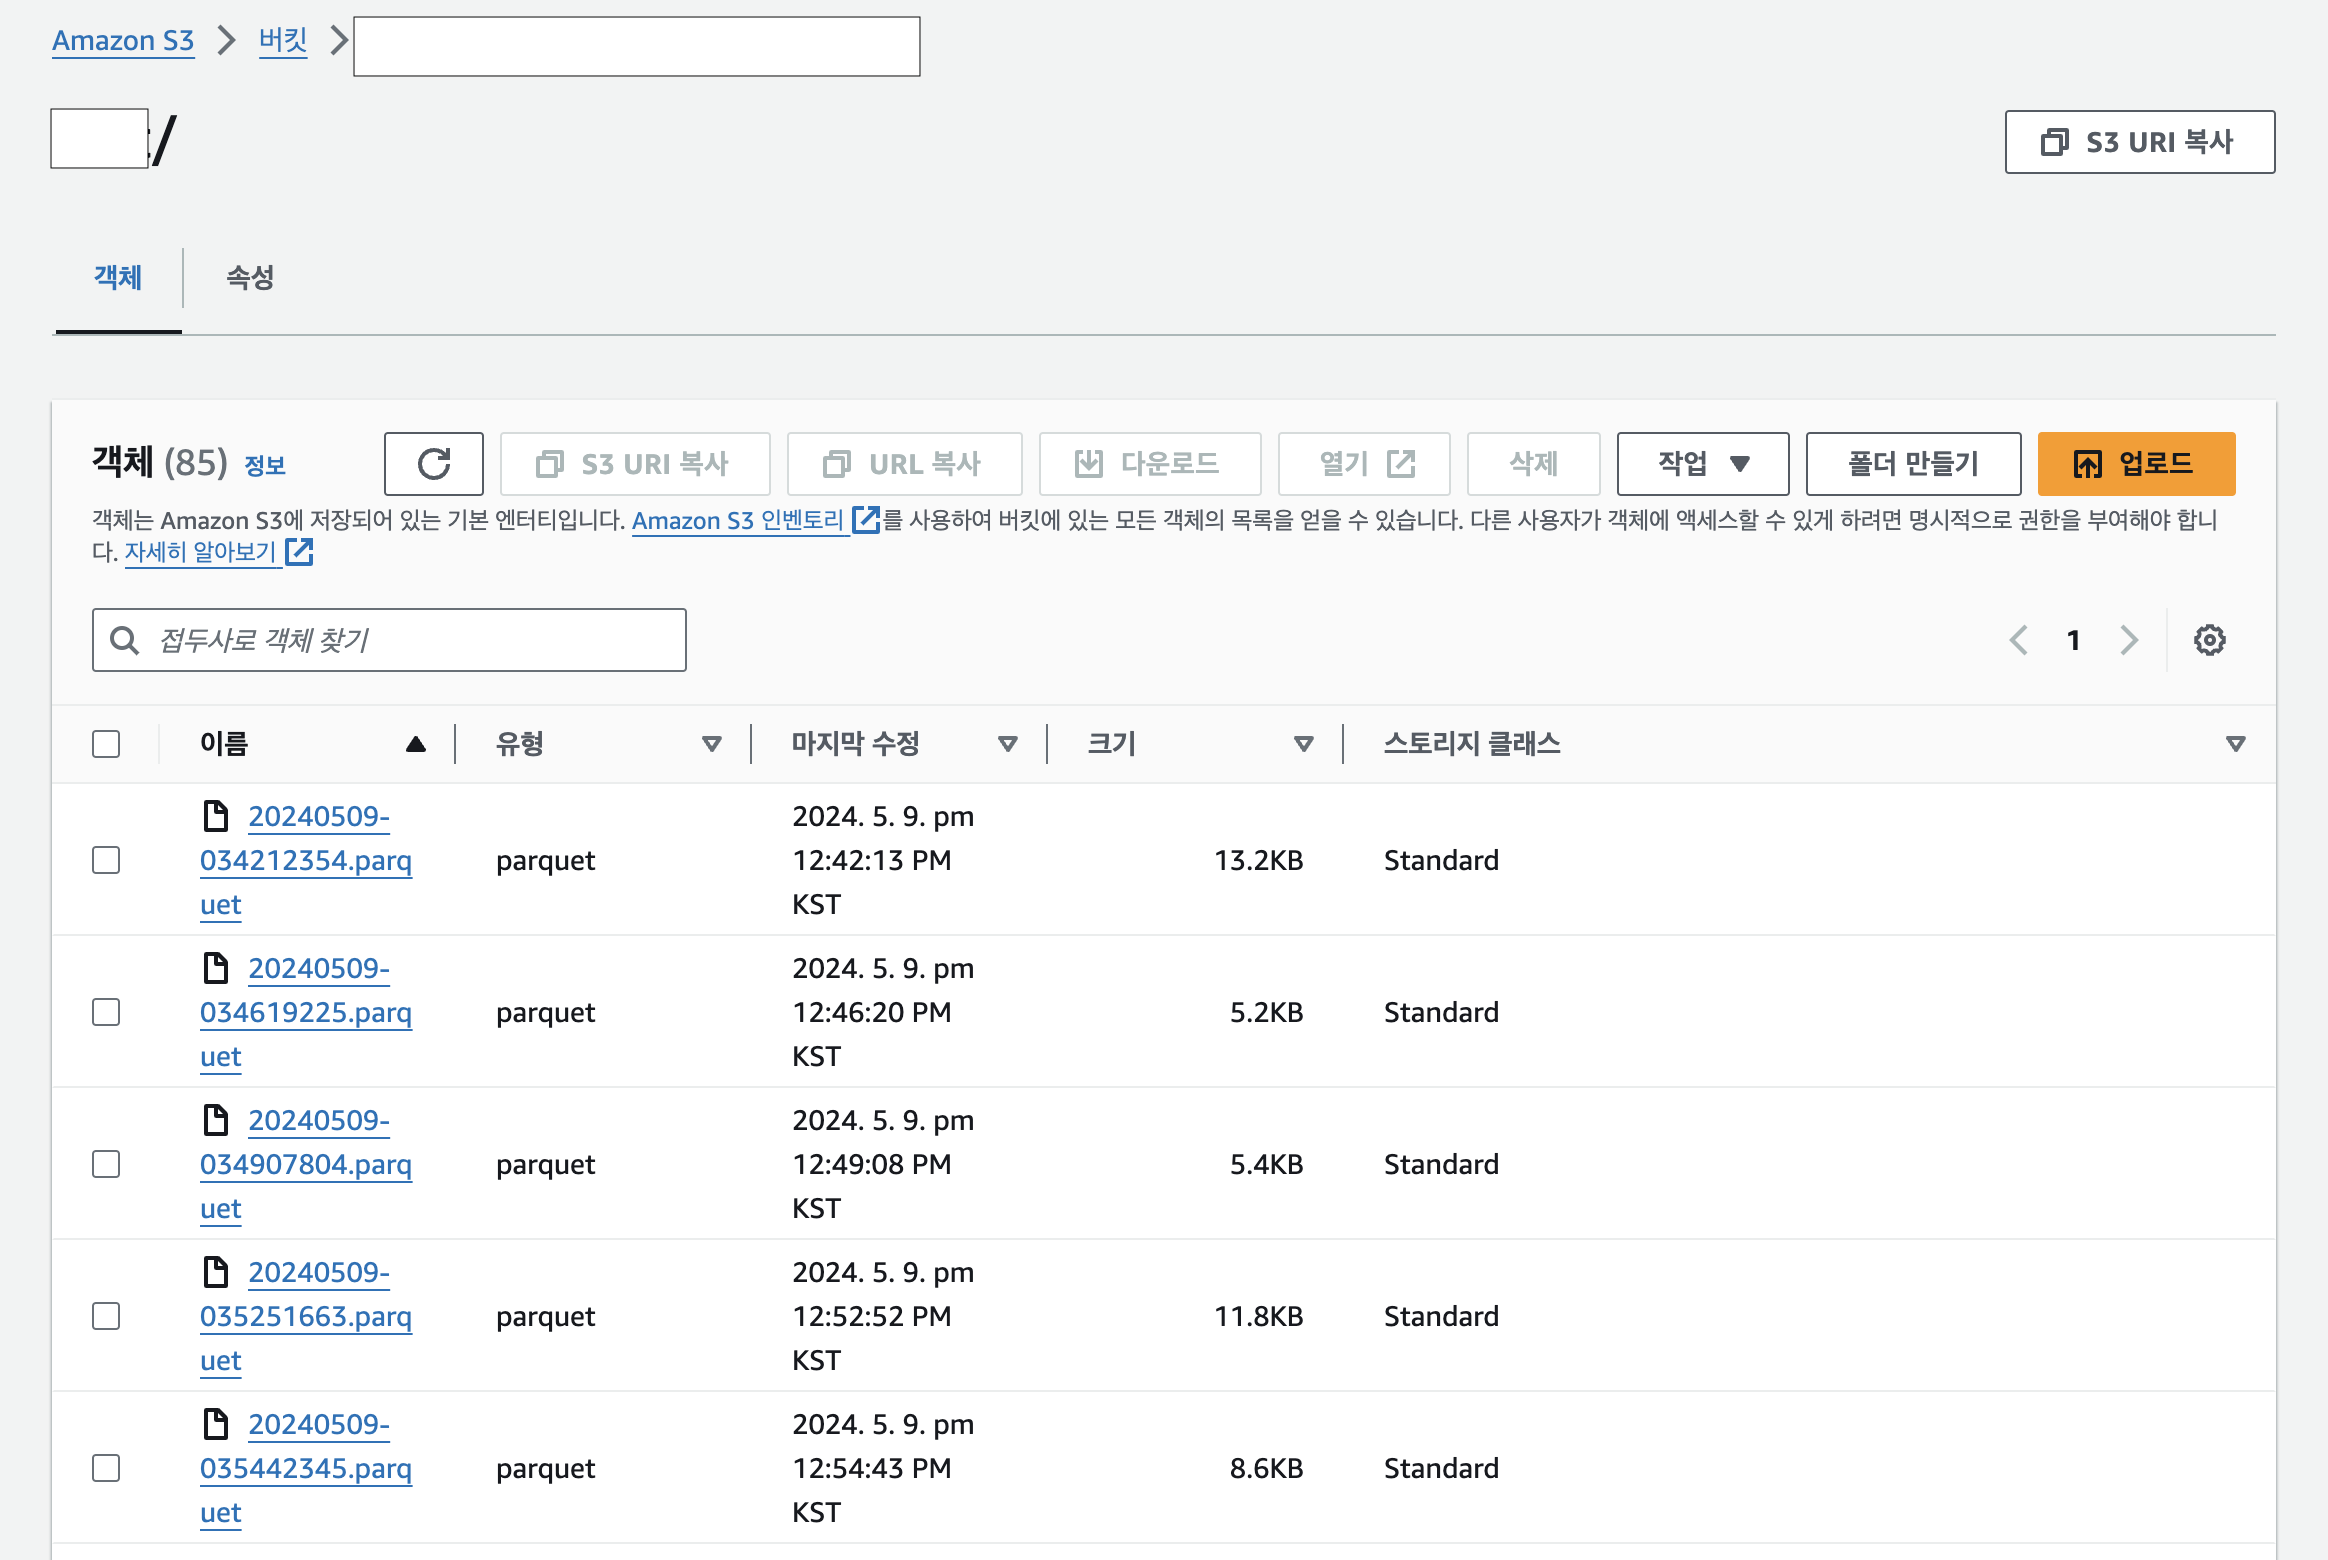 Amazon S3 > 버킷 >
/
S3 URI 복사
객체 속성
객체 (85) 정보 S3 URI 복사 URL 복사 다운로드 열기 삭제 작업 폴더 만들기 업로드
객체는 Amazon S3에 저장되어 있는 기본 엔터티입니다. Amazon S3 인벤토리 를 사용하여 버킷에 있는 모든 객체의 목록을 얻을 수 있습니다. 다른 사용자가 객체에 액세스할 수 있게 하려면 명시적으로 권한을 부여해야 합니
다. 자세히 알아보기
접두사로 객체 찾기 1
이름 유형 마지막 수정 크기 스토리지 클래스
20240509- 2024. 5. 9. pm
034212354.parq parquet 12:42:13 PM 13.2KB Standard
uet KST
20240509- 2024. 5. 9. pm
034619225.parq parquet 12:46:20 PM 5.2KB Standard
uet KST
20240509- 2024. 5. 9. pm
034907804.parq parquet 12:49:08 PM 5.4KB Standard
uet KST
20240509- 2024. 5. 9. pm
035251663.parq parquet 12:52:52 PM 11.8KB Standard
uet KST
20240509- 2024. 5. 9. pm
035442345.parq parquet 12:54:43 PM 8.6KB Standard
uet KST